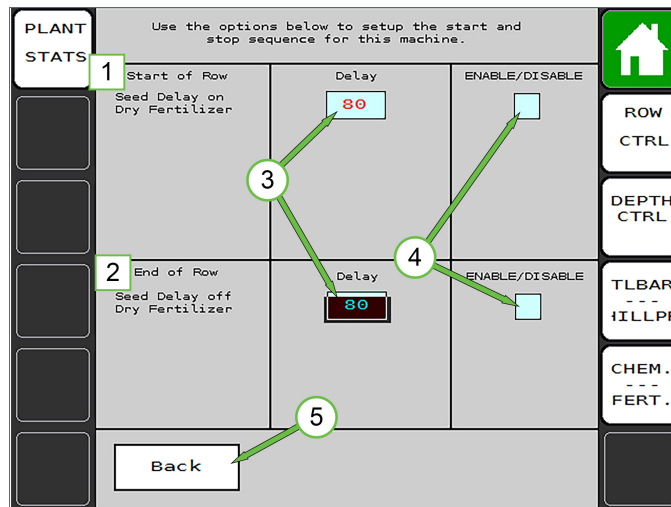 PLANT
STATS
Use the options below to setup the start and
stop sequence for this machine.
1
Start of Row
Delay
ENABLE/DISABLE
Seed Delay on
Dry Fertilizer
80
ROW
CTRL
3
DEPTH
CTRL
4
2
End of Row
Delay
ENABLE/DISABLE
Seed Delay off
Dry Fertilizer
80
TLBAR
---
HILLP
CHEM.
---
FERT.
5
Back